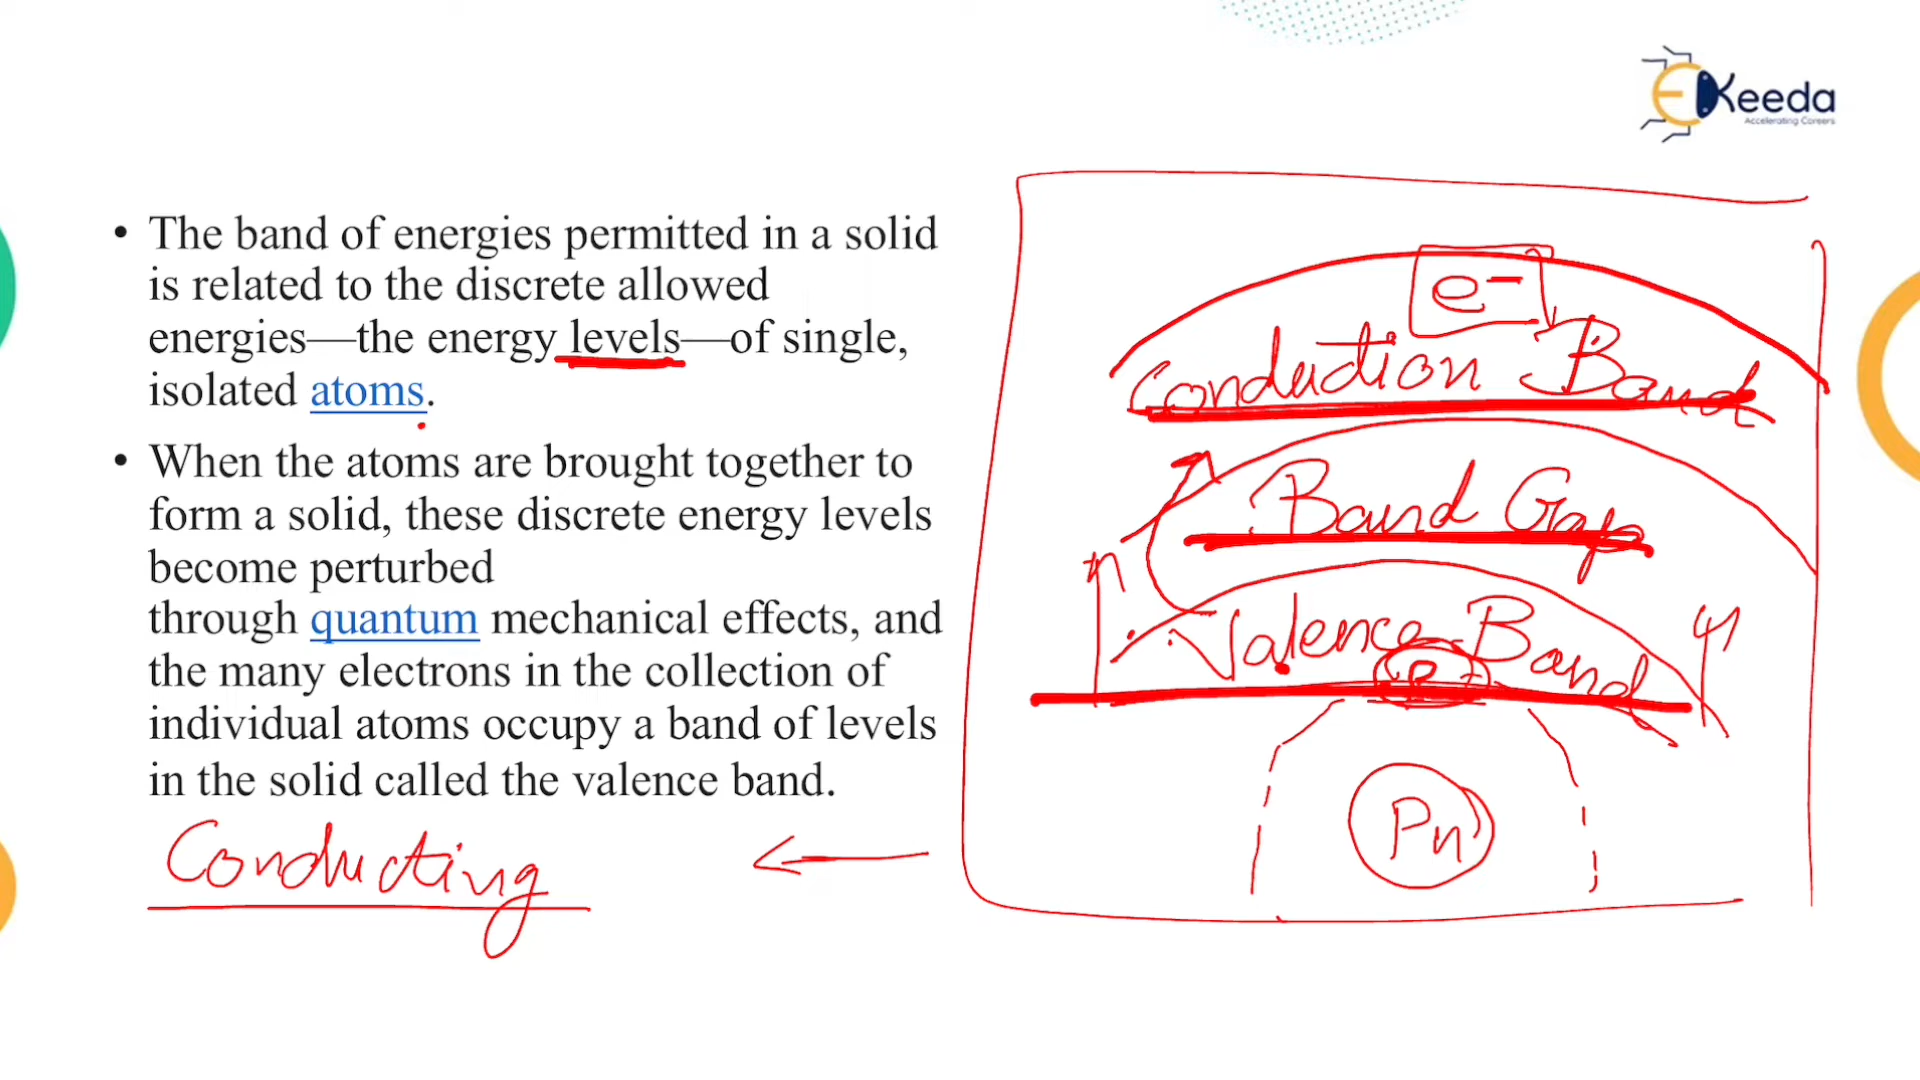 EKeeda
Accelerating Careers
• The band of energies permitted in a solid
is related to the discrete allowed
energies—the energy levels—of single,
isolated atoms.
• When the atoms are brought together to
form a solid, these discrete energy levels
become perturbed
through quantum mechanical effects, and
the many electrons in the collection of
individual atoms occupy a band of levels
in the solid called the valence band.
Conducting
e-
Conduction Band
Band Gap
Valence Band
Pn